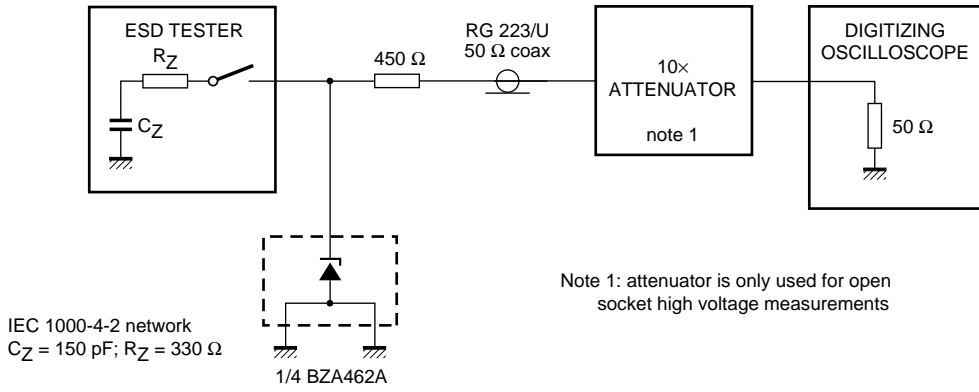 ESD TESTER
RZ
CZ
450 Ω
RG 223/U
50 Ω coax
10×
ATTENUATOR
note 1
DIGITIZING
OSCILLOSCOPE
50 Ω
Note 1: attenuator is only used for open
socket high voltage measurements
IEC 1000-4-2 network
CZ = 150 pF; RZ = 330 Ω
1/4 BZA462A